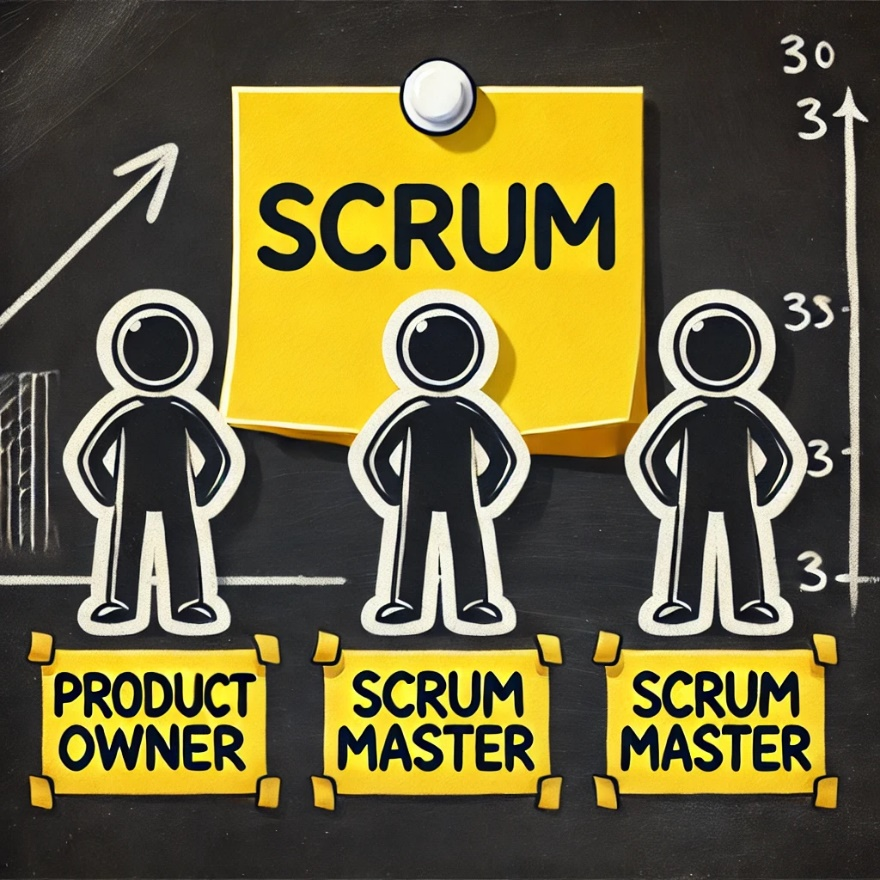 30
3
SCRUM
35
3
3
PRODUCT
OWNER
SCRUM
MASTER
SCRUM
MASTER